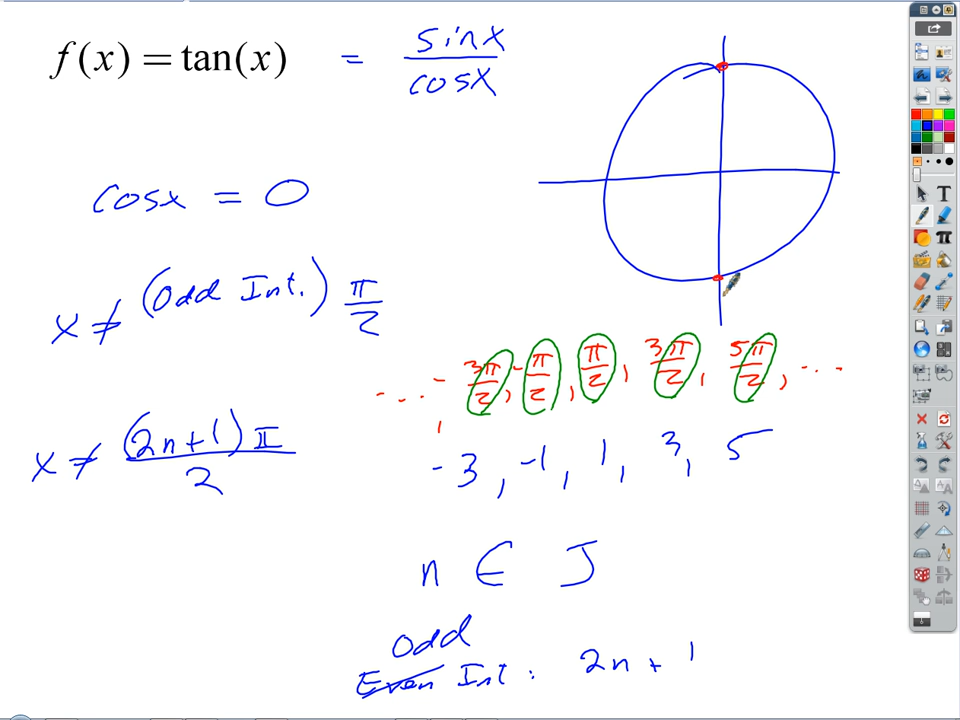 f(x) = tan(x) = sinx/cosx
cosx = 0
x ≠ (Odd Int.) π/2
... , -3π/2, -π/2, π/2, 3π/2, 5π/2, ...
x ≠ (2n+1)π/2
-3, -1, 1, 3, 5
n ∈ J
Odd
Even Int: 2n + 1